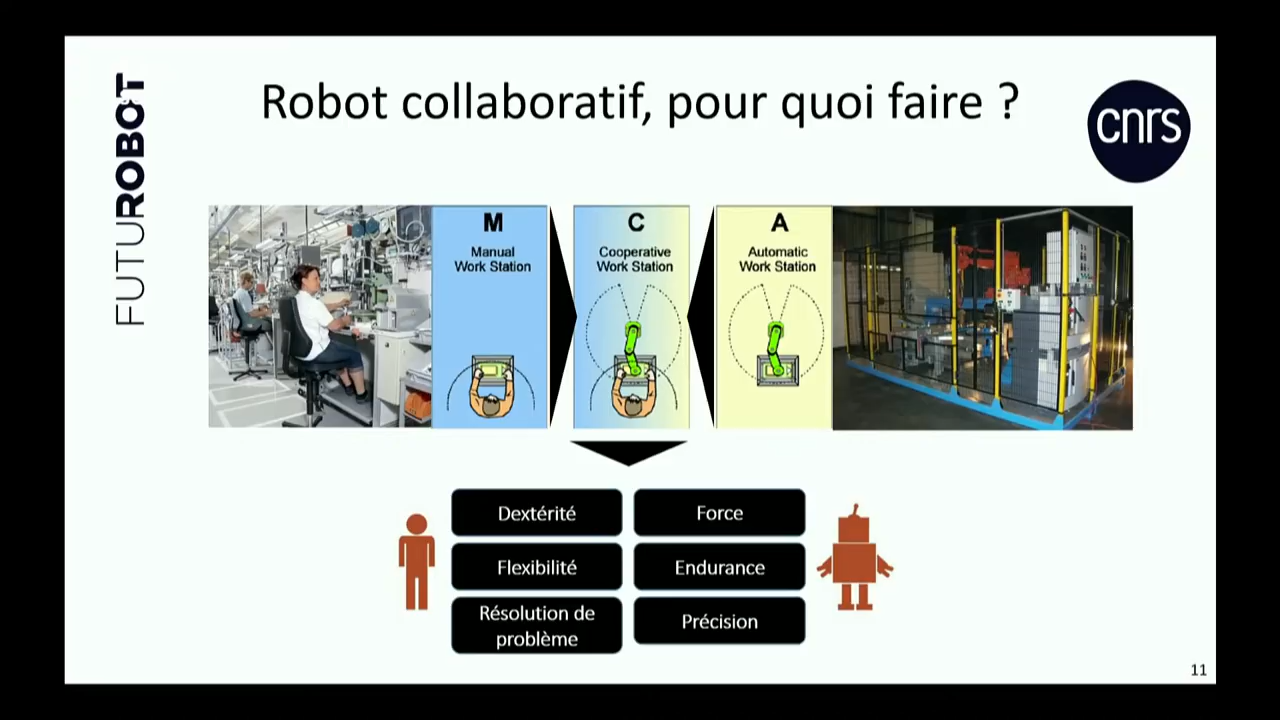 FUTUROBOT
Robot collaboratif, pour quoi faire ?
cnrs
M
Manual
Work Station
C
Cooperative
Work Station
A
Automatic
Work Station
Dextérité
Force
Flexibilité
Endurance
Résolution de
problème
Précision
11